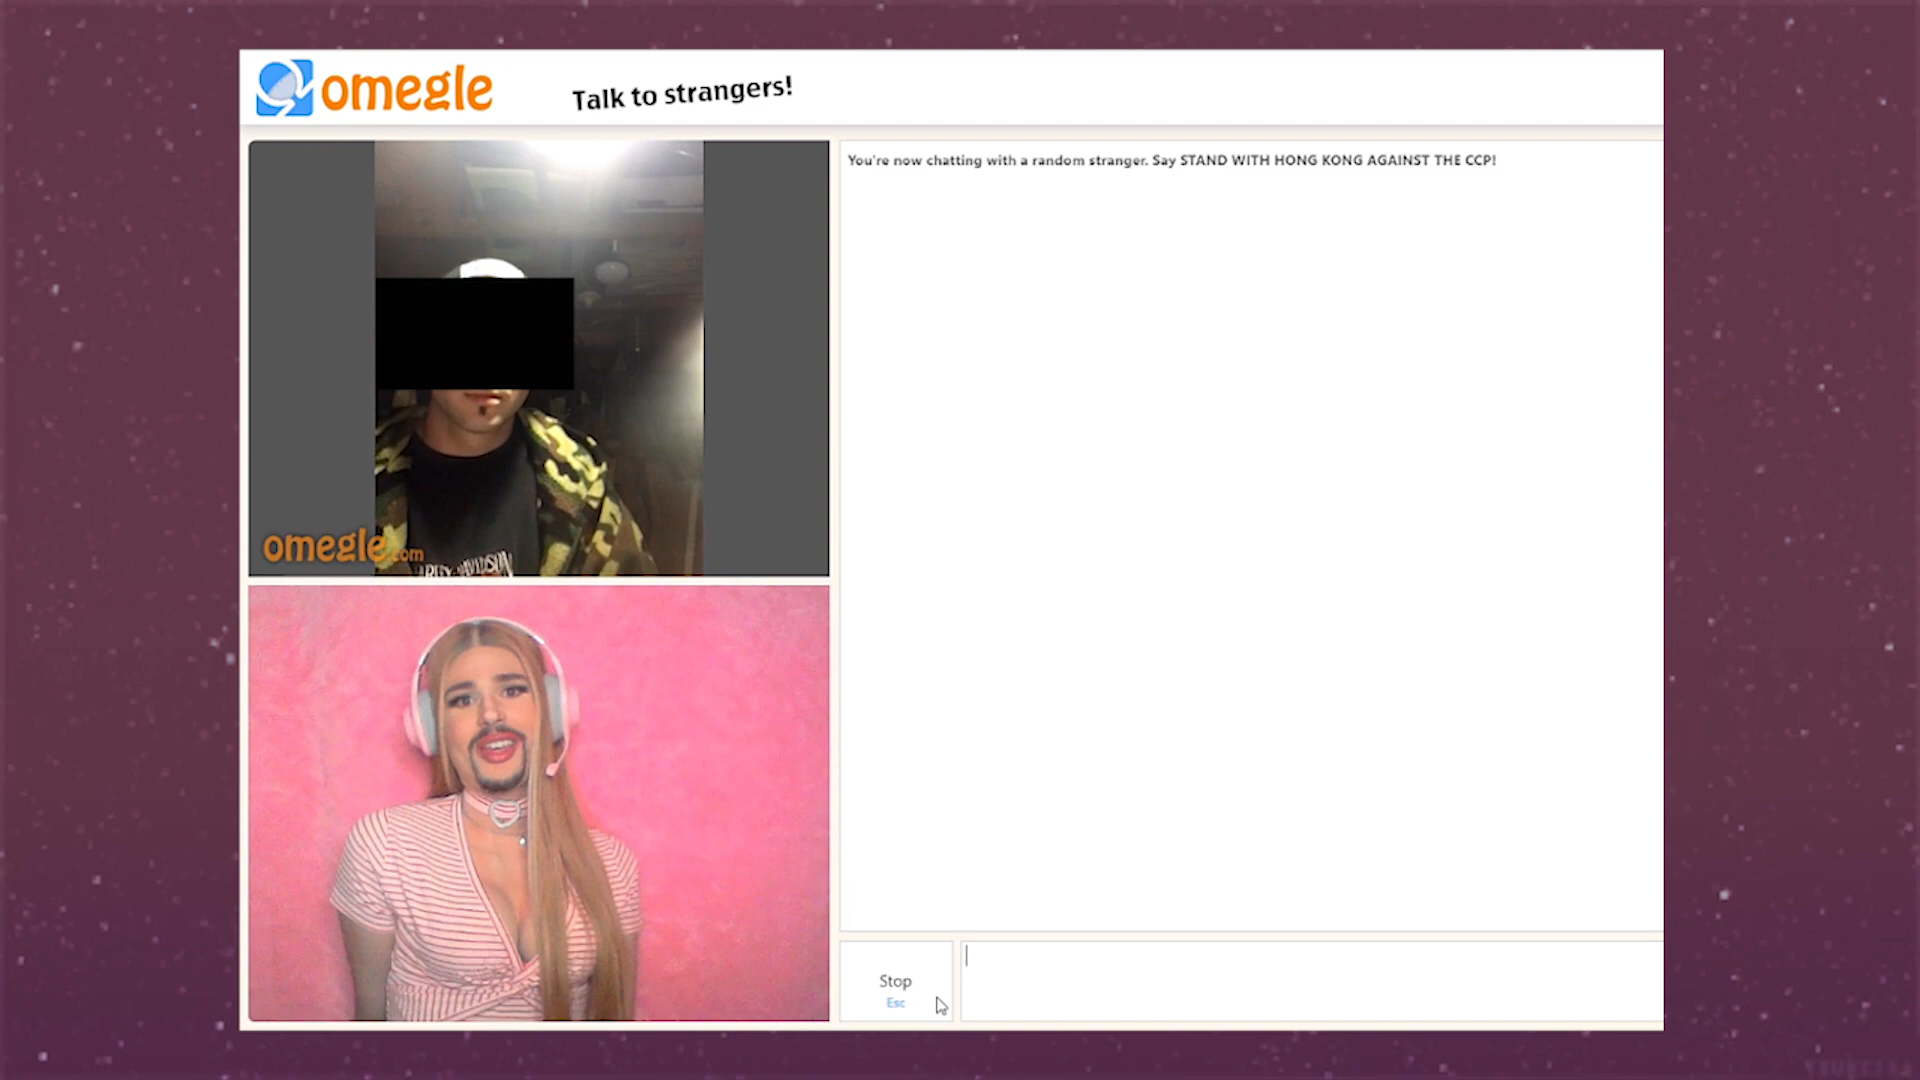 omegle
Talk to strangers!
You're now chatting with a random stranger. Say STAND WITH HONG KONG AGAINST THE CCP!
omegle.com
Stop
Esc